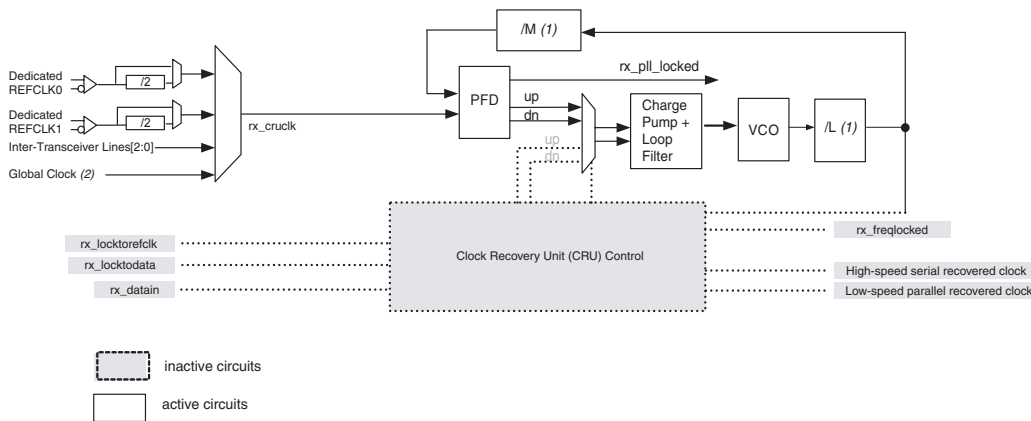 /M (1)
rx_pll_locked
Dedicated
REFCLK0
/2
PFD
up
dn
Charge
Pump +
Loop
Filter
VCO
/L (1)
Dedicated
REFCLK1
/2
rx_cruclk
up
dn
Inter-Transceiver Lines[2:0]
Global Clock (2)
rx_locktorefclk
rx_locktodata
rx_datain
Clock Recovery Unit (CRU) Control
rx_freqlocked
High-speed serial recovered clock
Low-speed parallel recovered clock
inactive circuits
active circuits